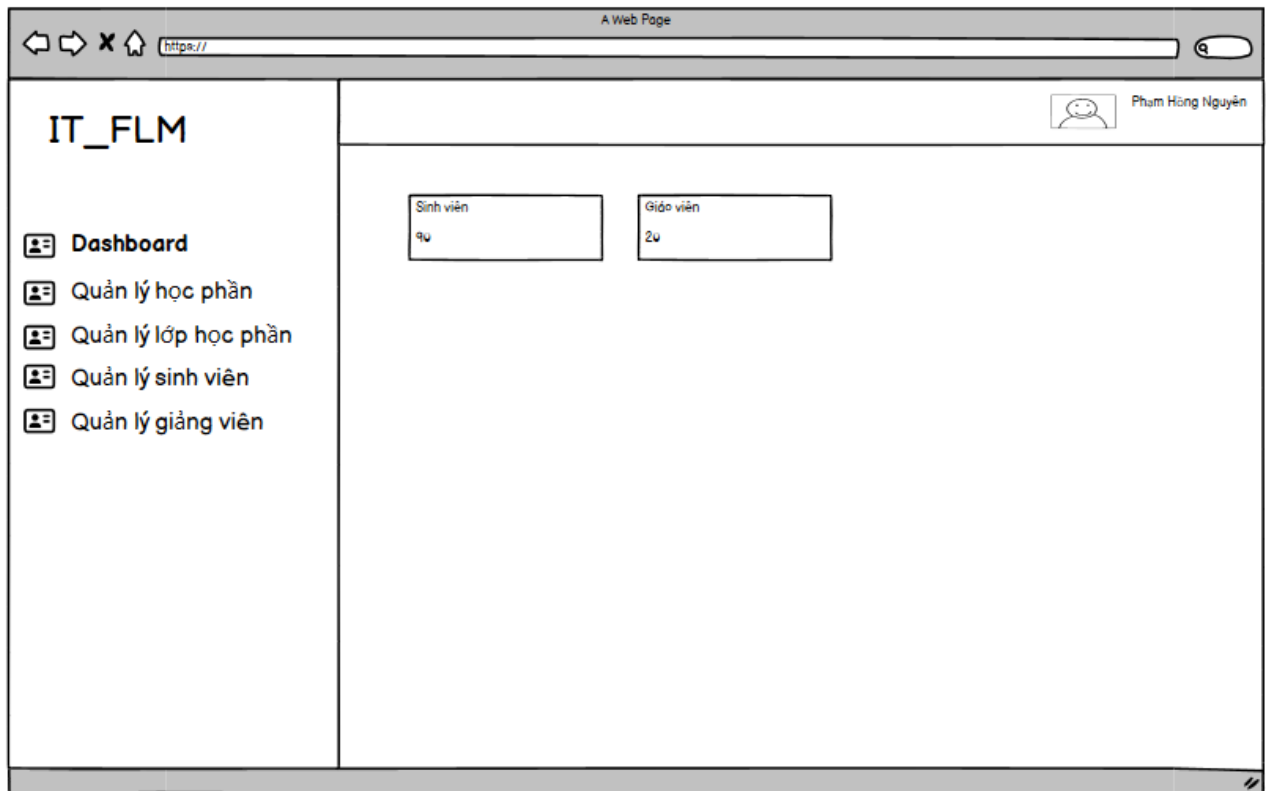 A Web Page
https://
IT_FLM
Phạm Hồng Nguyên
Dashboard
Quản lý học phần
Quản lý lớp học phần
Quản lý sinh viên
Quản lý giảng viên
Sinh viên
90
Giáo viên
20